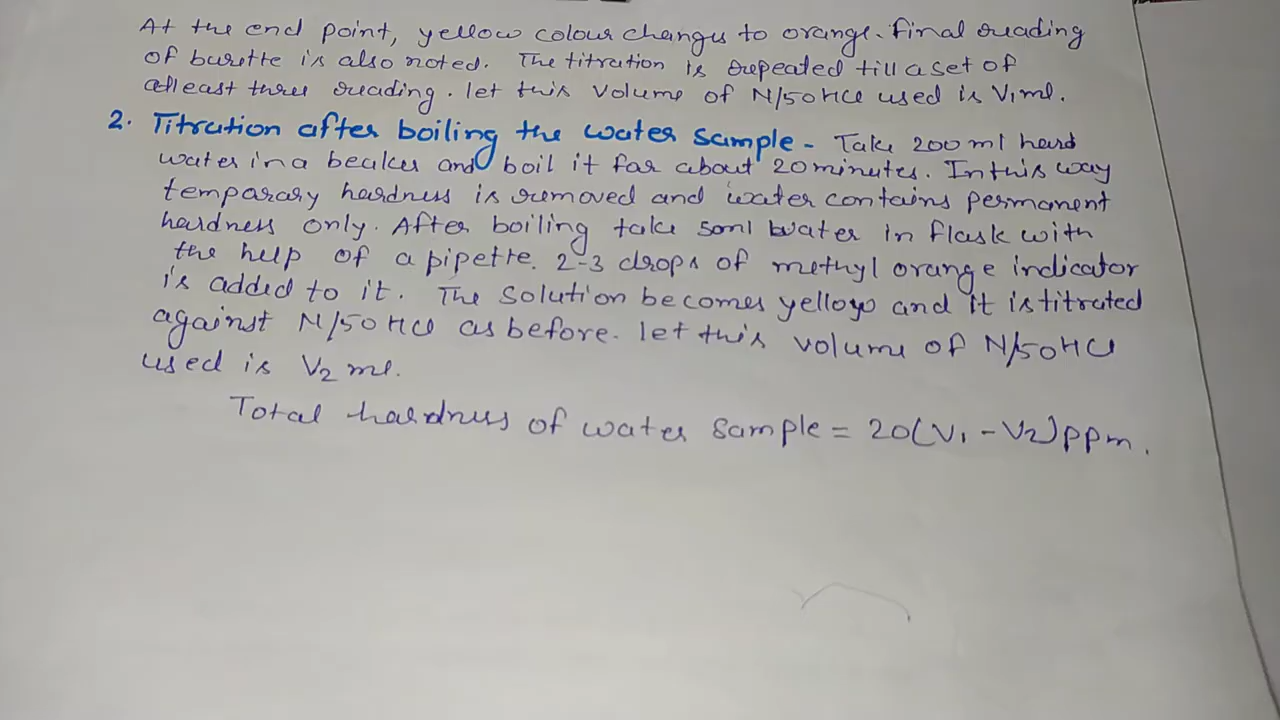 At the end point, yellow colour changes to orange. Final reading
of burette is also noted. The titration is repeated till a set of
atleast three reading. let this volume of N/50 HCl used is V1 ml.
2. Titration after boiling the water sample - Take 200 ml hard
water in a beaker and boil it for about 20 minutes. In this way
temparary hardness is removed and water contains permanent
hardness only. After boiling take 50ml water in flask with
the help of a pipette. 2-3 drops of methyl orange indicator
is added to it. The solution becomes yellow and it is titrated
against N/50 HCl as before. let this volume of N/50 HCl
used is V2 ml.
Total hardness of water sample = 20(V1 - V2) ppm.